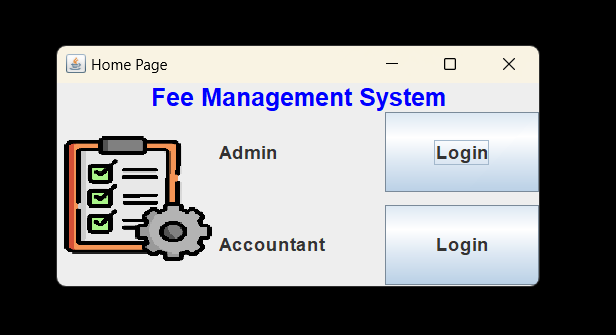 Home Page
Fee Management System
Admin
Login
Accountant
Login